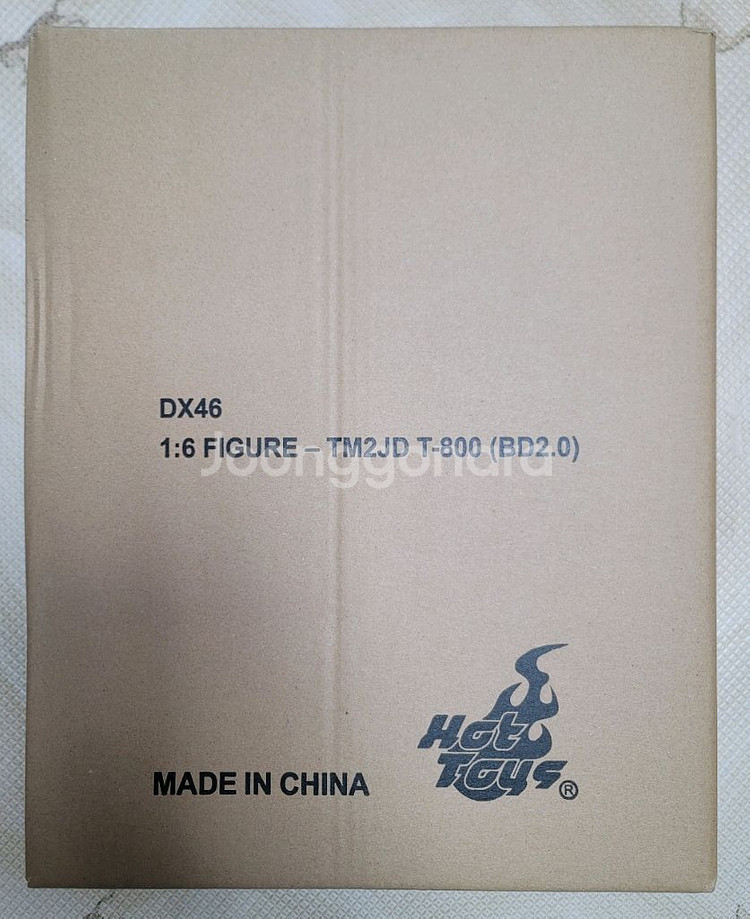 DX46
1:6 FIGURE – TM2JD T-800 (BD2.0)
Joonggonara
MADE IN CHINA
Hot
Toys®